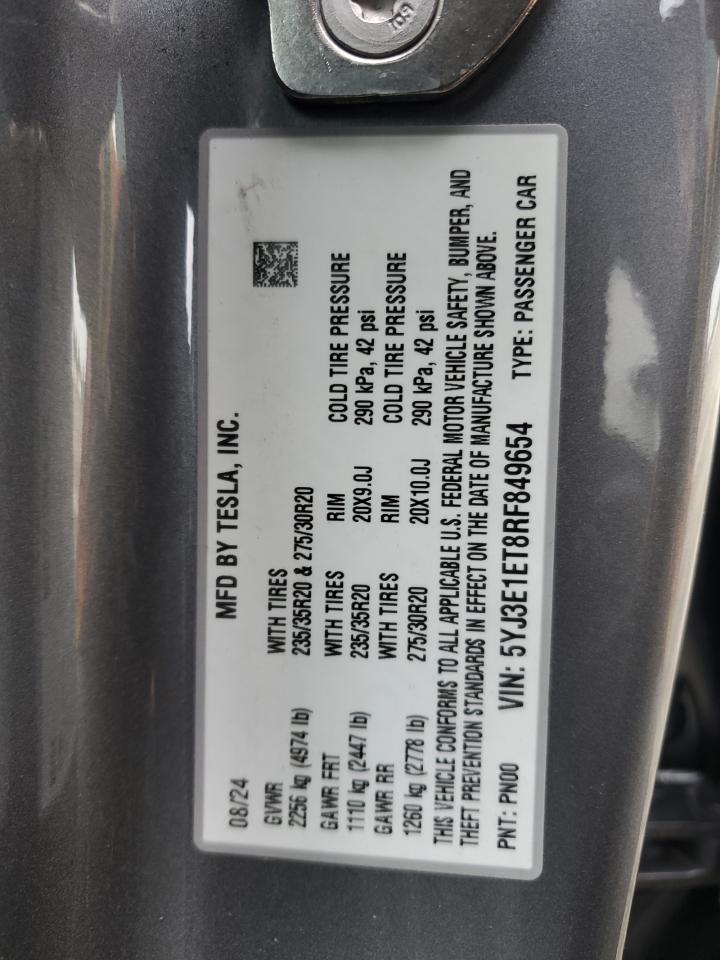 MFD BY TESLA, INC.
08/24
GVWR WITH TIRES
2256 kg (4974 lb) 235/35R20 & 275/30R20
GAWR FRT WITH TIRES RIM COLD TIRE PRESSURE
1110 kg (2447 lb) 235/35R20 20X9.0J 290 kPa, 42 psi
GAWR RR WITH TIRES RIM COLD TIRE PRESSURE
1260 kg (2778 lb) 275/30R20 20X10.0J 290 kPa, 42 psi
THIS VEHICLE CONFORMS TO ALL APPLICABLE U.S. FEDERAL MOTOR VEHICLE SAFETY, BUMPER, AND
THEFT PREVENTION STANDARDS IN EFFECT ON THE DATE OF MANUFACTURE SHOWN ABOVE.
PNT: PN00 VIN: 5YJ3E1ET8RF849654 TYPE: PASSENGER CAR